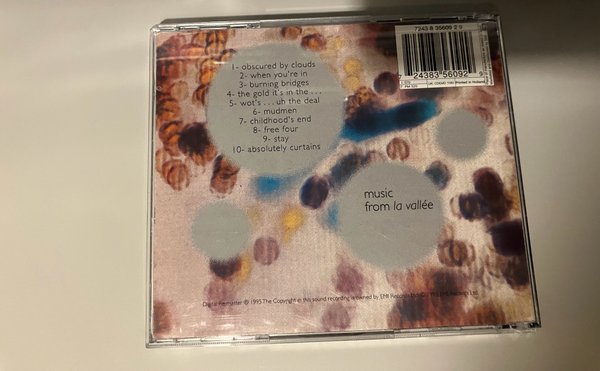 7243 8 35609 2 9
24383 56092 9
1- obscured by clouds
2- when you're in
3- burning bridges
4- the gold it's in the . . .
5- wot's . . . uh the deal
6- mudmen
7- childhood's end
8- free four
9- stay
10- absolutely curtains
music
from la vallée
Digital Remaster ℗ 1995 The Copyright in this sound recording is owned by EMI Records Ltd